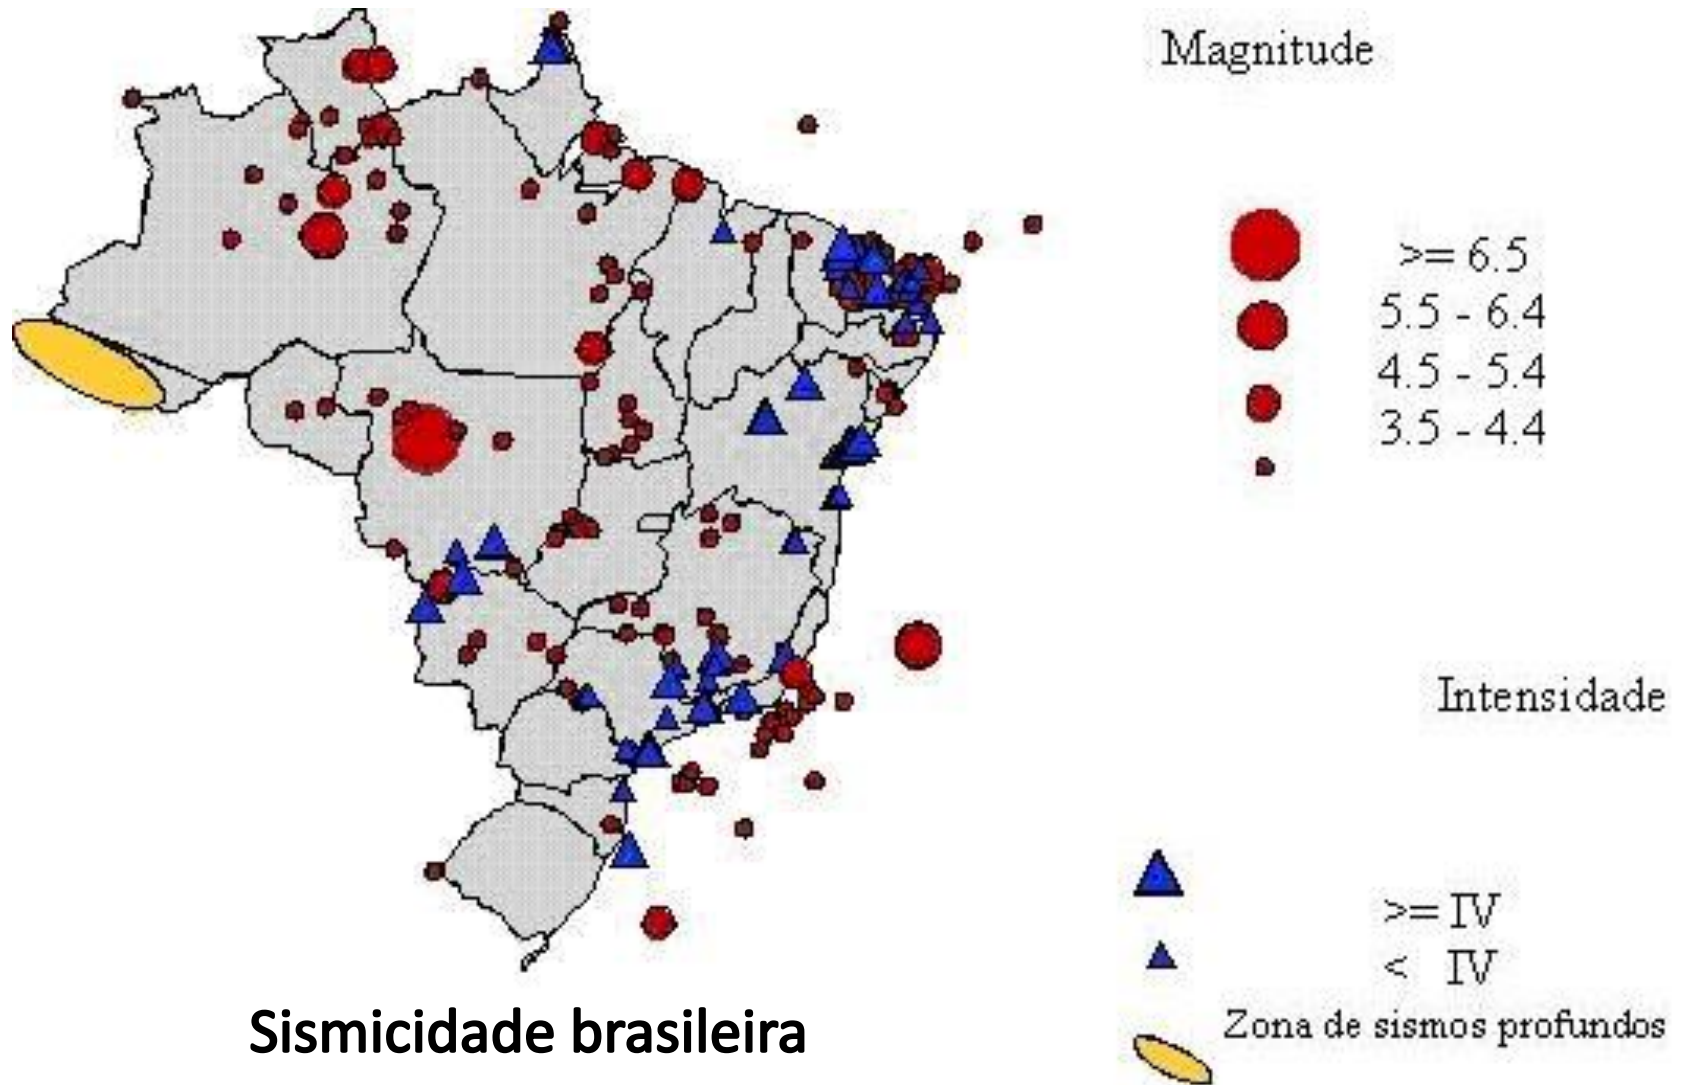 Magnitude
>= 6.5
5.5 - 6.4
4.5 - 5.4
3.5 - 4.4
Intensidade
>= IV
< IV
Zona de sismos profundos
Sismicidade brasileira